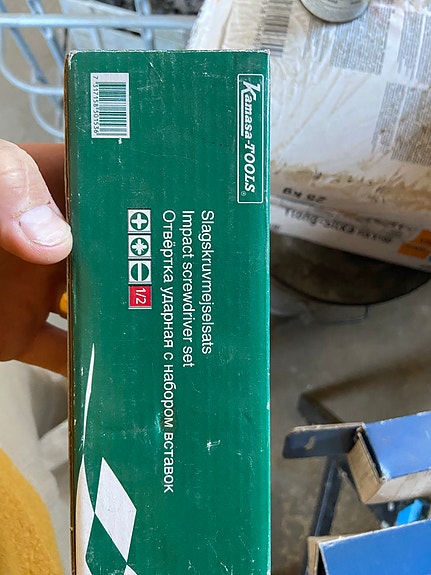 Kamasa-TOOLS®
Slagskruvmejselsats
Impact screwdriver set
Отвёртка ударная с набором вставок
1/2